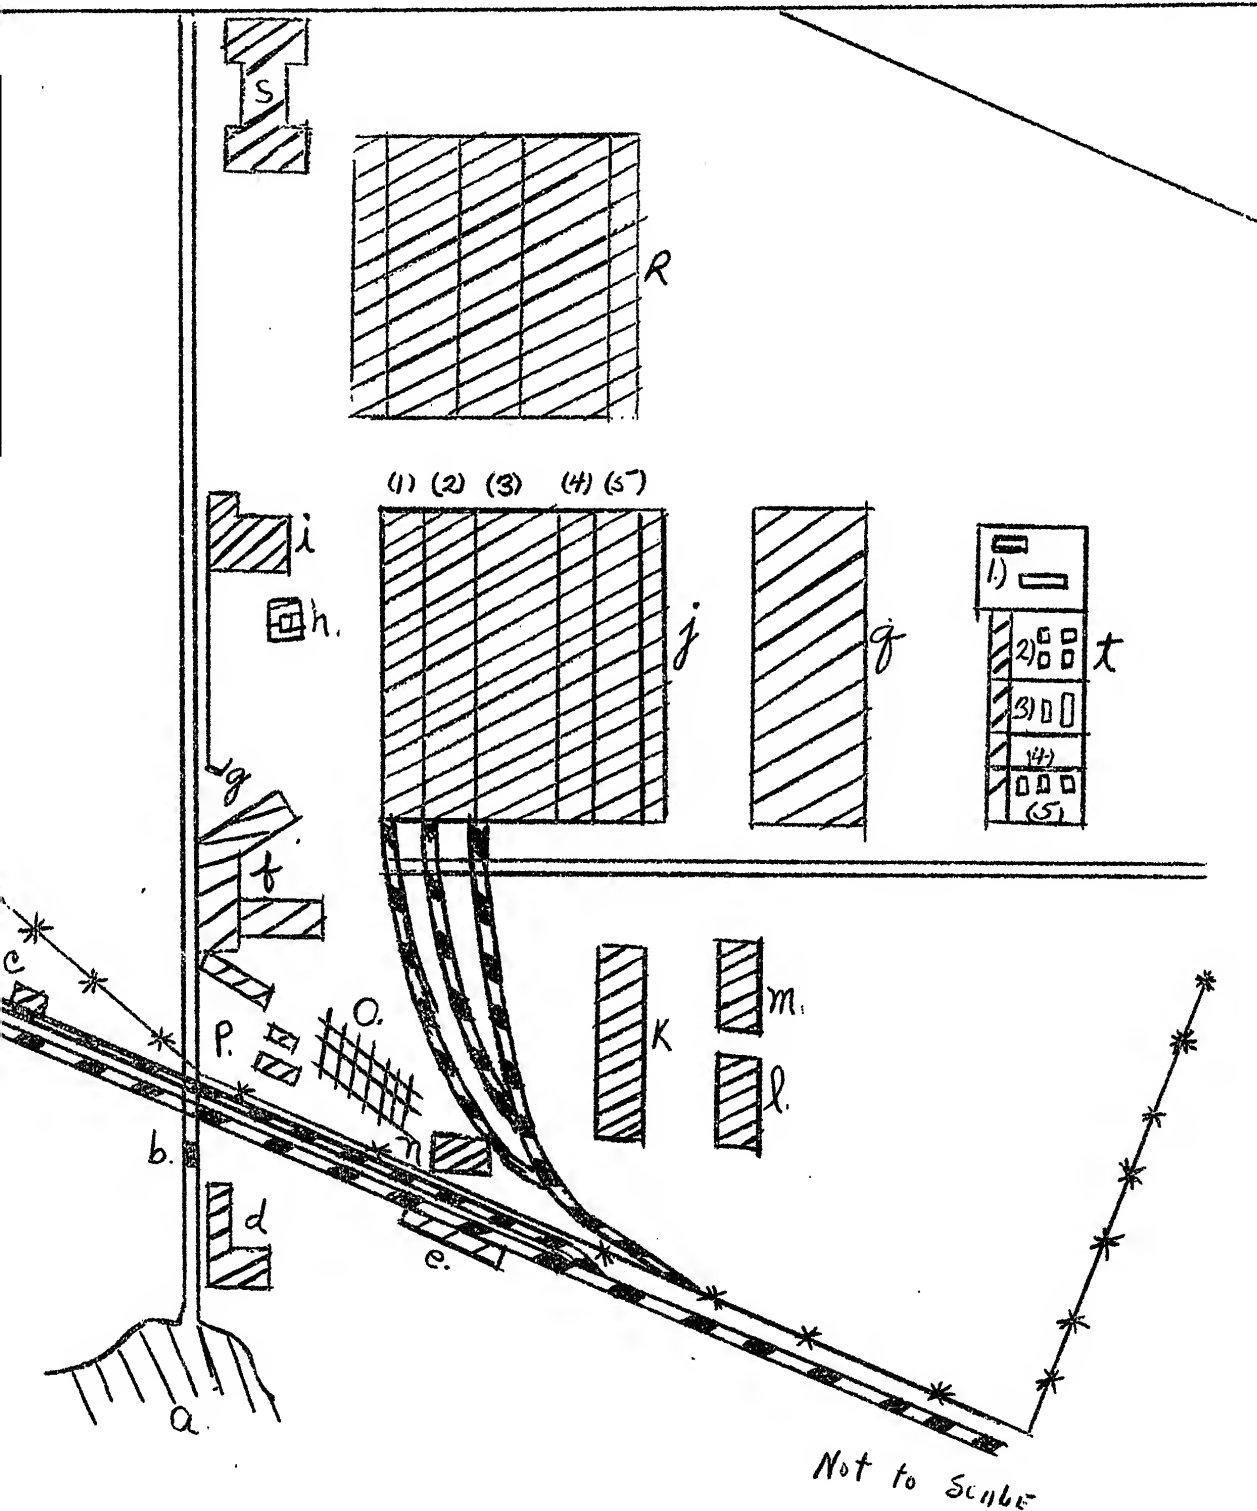 S
R
(1) (2) (3) (4) (5)
i
h.
j
q
1.)
2)
3)
(4)
(5)
t
g
f
c
p.
o.
K
m.
l.
n
b.
d
e.
a.
Not to Scale